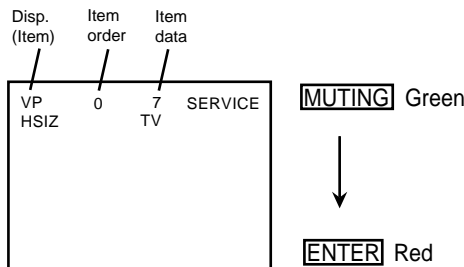 Disp. Item Item
(Item) order data
VP 0 7 SERVICE
HSIZ TV
MUTING Green
ENTER Red